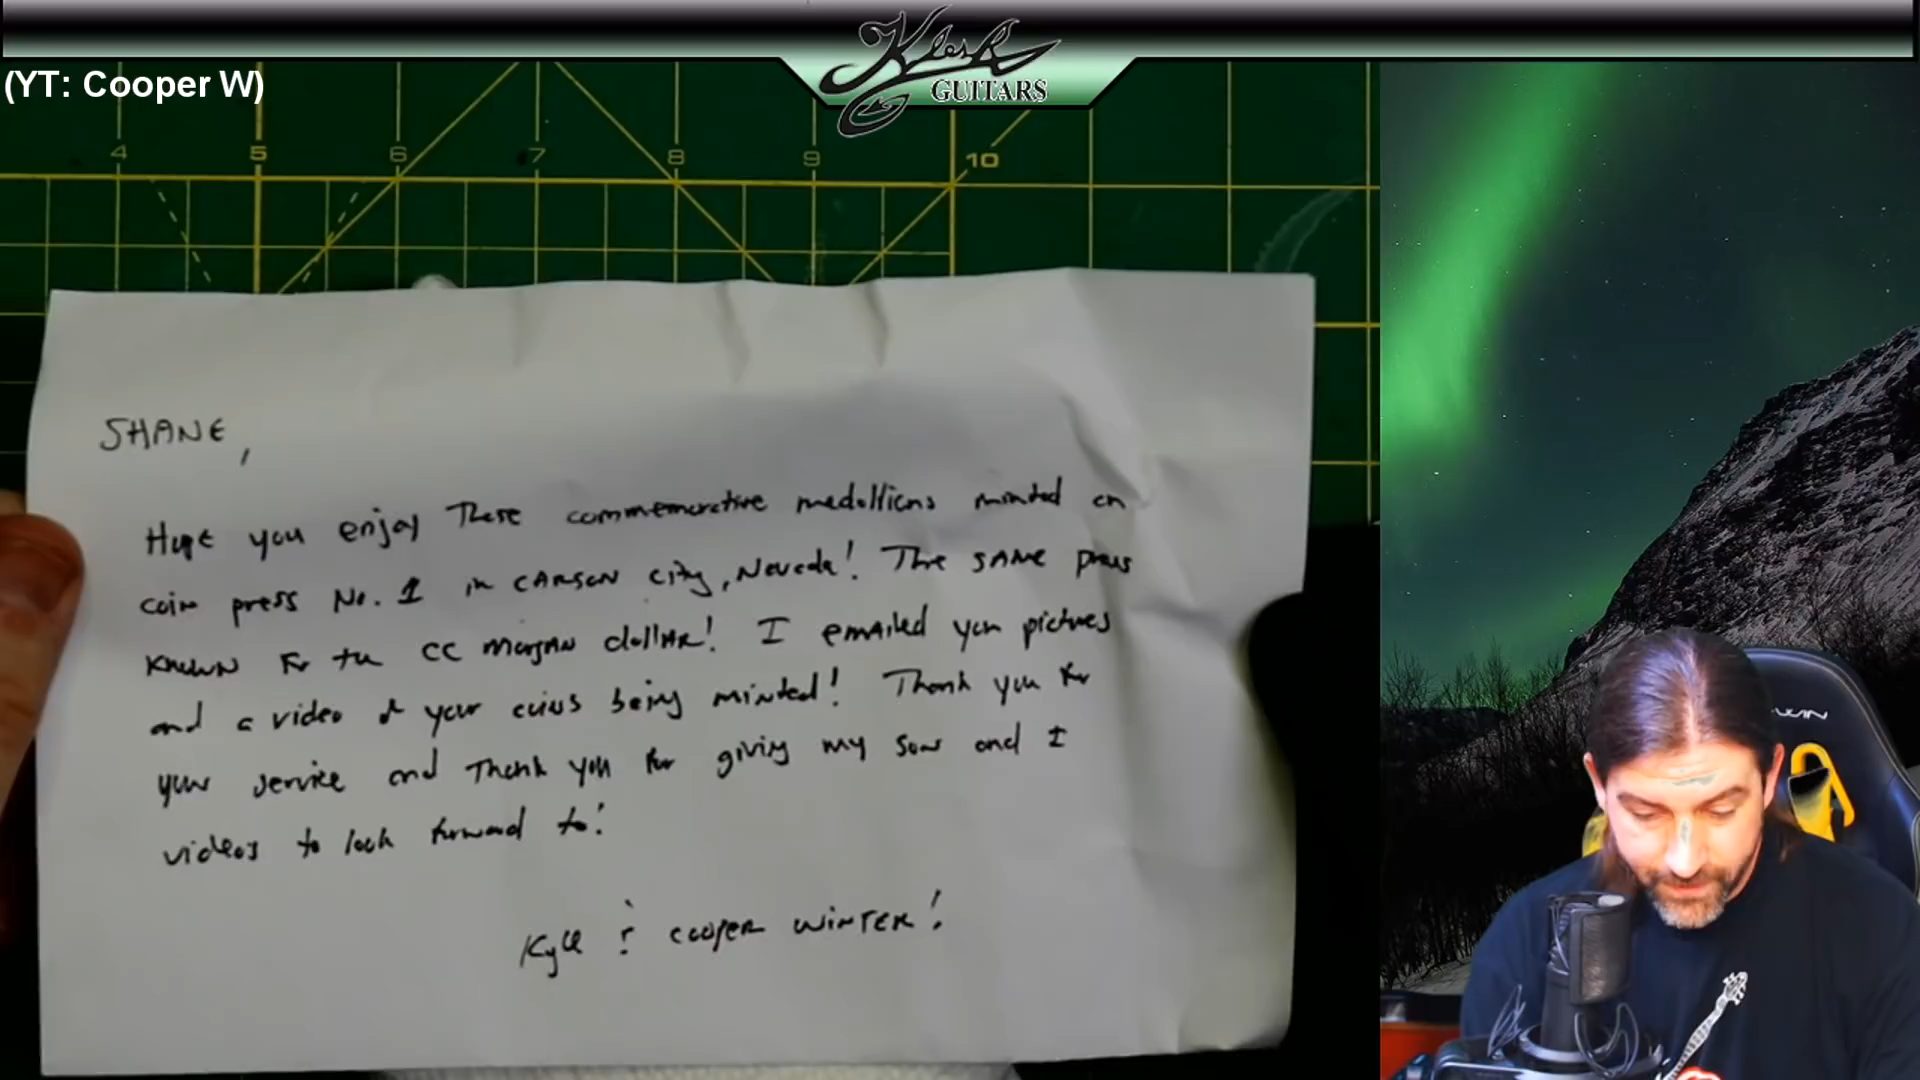 KlesK
GUITARS
(YT: Cooper W)
4 5 6 7 8 9 10
SHANE,
Hope you enjoy These commemorative medallions minted on
coin press No. 1 in CARSON City, Nevada! The SAME press
KNOWN for the CC MORGAN dollAR! I emailed you pictures
and a video of your coins being minted! Thank you for
your service and Thank you for giving my son and I
videos to look forward to!
Kyle & COOPER WINTER!
WIN